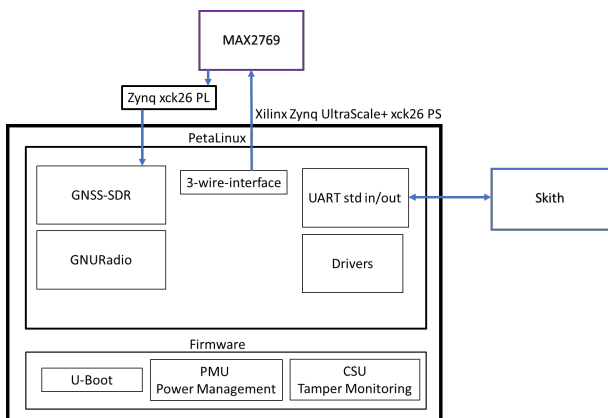 MAX2769
Zynq xck26 PL
Xilinx Zynq UltraScale+ xck26 PS
PetaLinux
GNSS-SDR
3-wire-interface
UART std in/out
Skith
GNURadio
Drivers
Firmware
U-Boot
PMU
Power Management
CSU
Tamper Monitoring